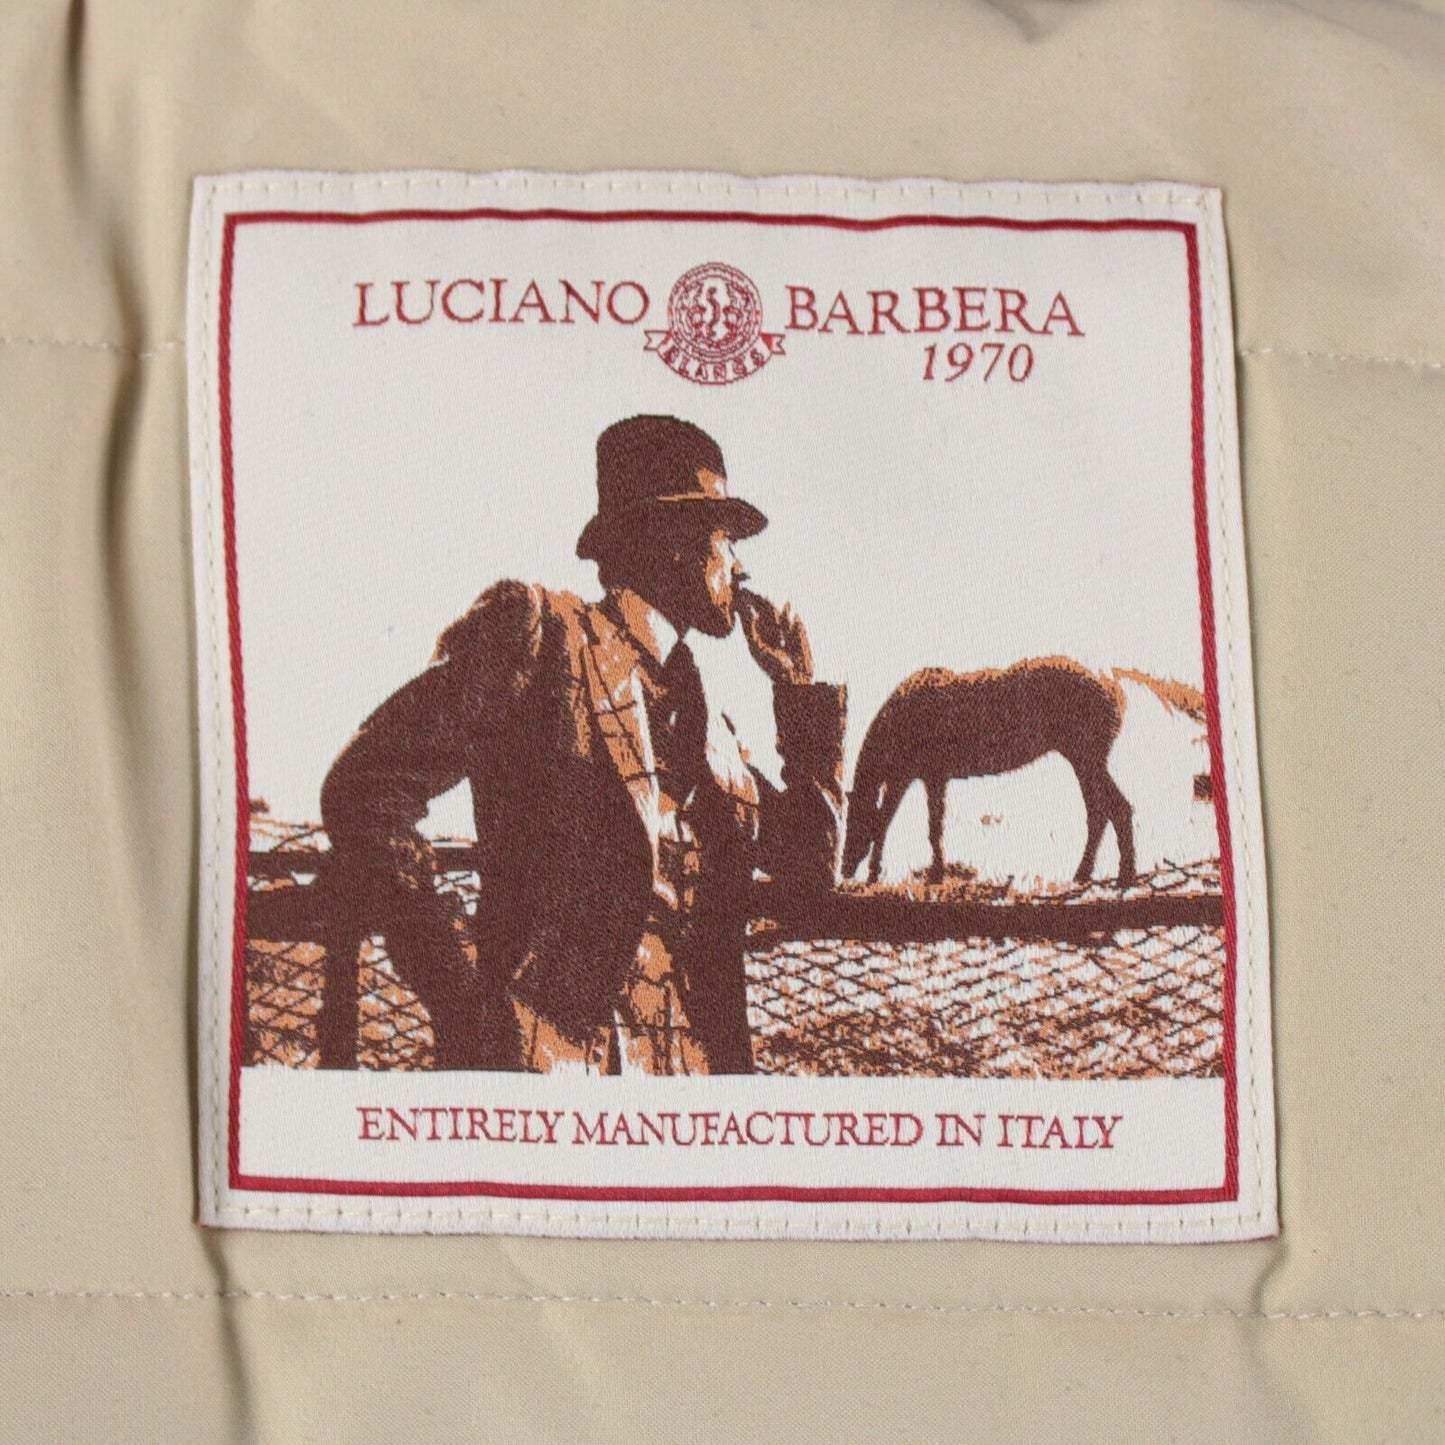 LUCIANO BARBERA
1970
ENTIRELY MANUFACTURED IN ITALY